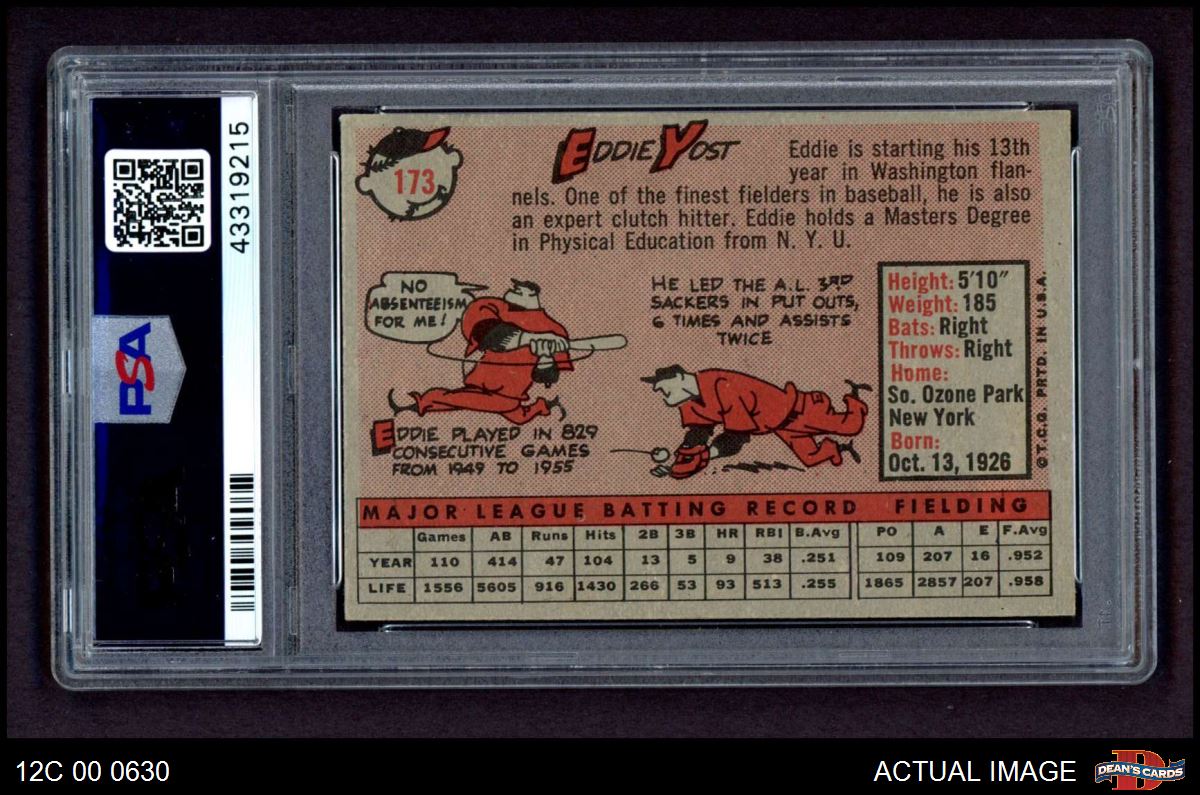 PSA
43319215
173
EDDIE YOST
Eddie is starting his 13th
year in Washington flan-
nels. One of the finest fielders in baseball, he is also
an expert clutch hitter. Eddie holds a Masters Degree
in Physical Education from N. Y. U.
NO
ABSENTEEISM
FOR ME!
EDDIE PLAYED IN 829
CONSECUTIVE GAMES
FROM 1949 TO 1955
HE LED THE A.L. 3RD
SACKERS IN PUT OUTS,
6 TIMES AND ASSISTS
TWICE
Height: 5'10"
Weight: 185
Bats: Right
Throws: Right
Home:
So. Ozone Park
New York
Born:
Oct. 13, 1926
©T.C.G. PRTD. IN U.S.A.
MAJOR LEAGUE BATTING RECORD FIELDING
Games AB Runs Hits 2B 3B HR RBI B.Avg PO A E F.Avg
YEAR 110 414 47 104 13 5 9 38 .251 109 207 16 .952
LIFE 1556 5605 916 1430 266 53 93 513 .255 1865 2857 207 .958
12C 00 0630
ACTUAL IMAGE
D
DEAN'S CARDS